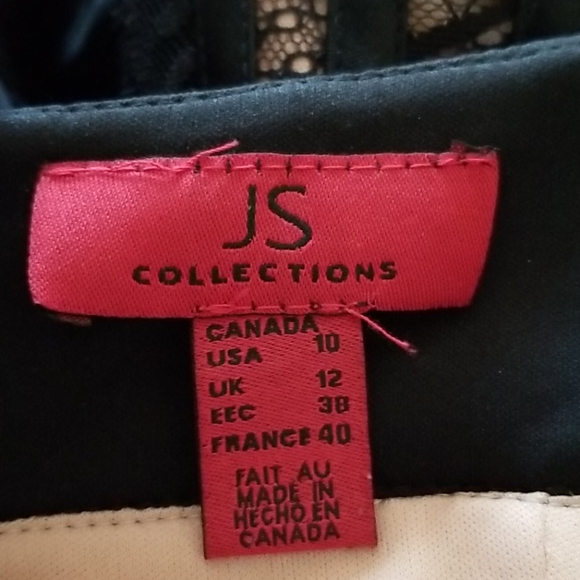 JS
COLLECTIONS
CANADA
USA 10
UK 12
EEC 38
FRANCE 40
FAIT AU
MADE IN
HECHO EN
CANADA